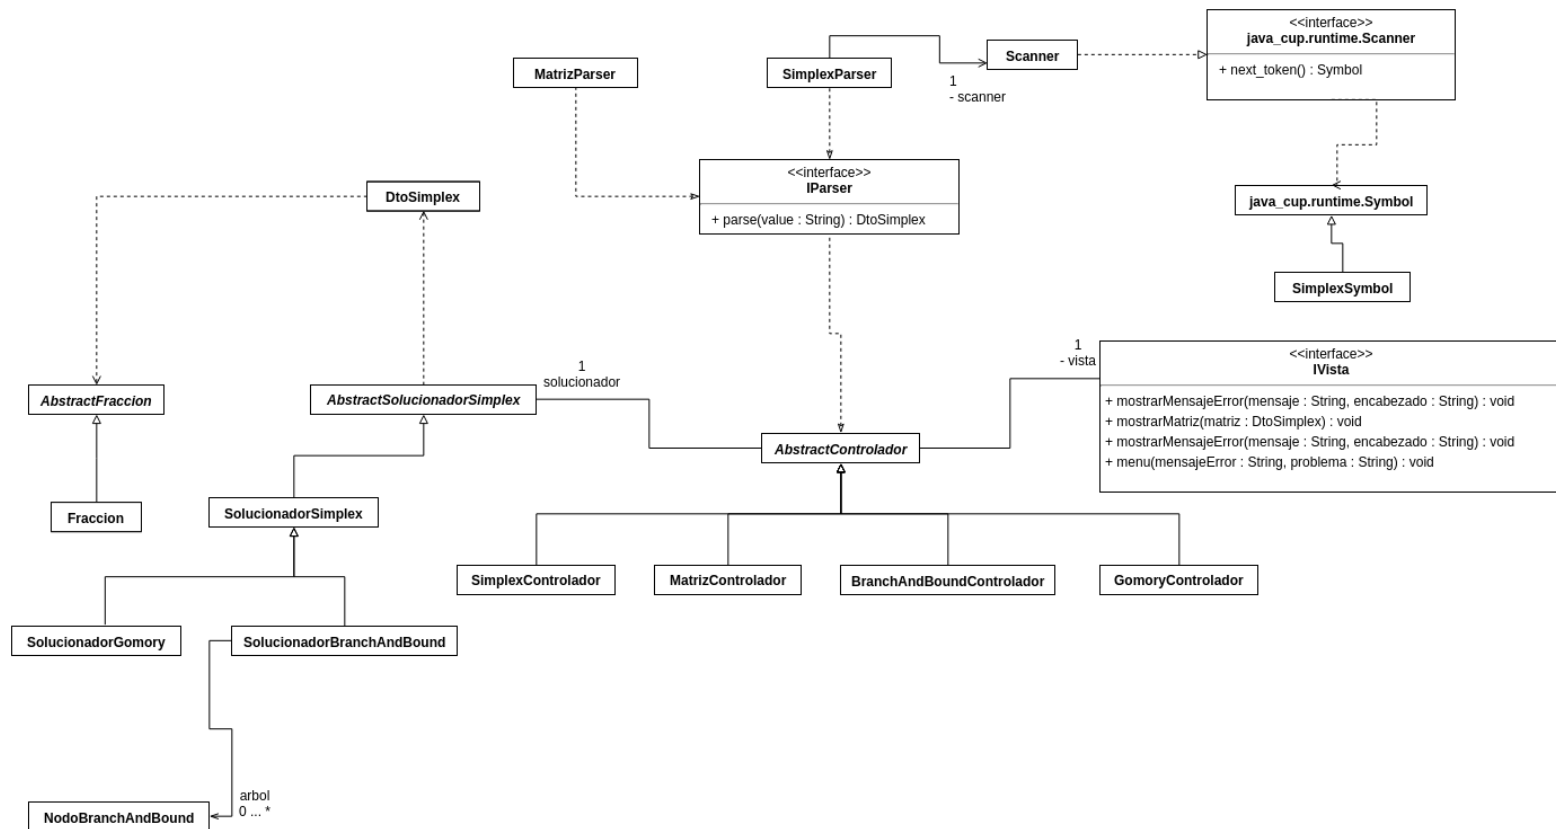 <<interface>>
java_cup.runtime.Scanner
+ next_token() : Symbol
Scanner
SimplexParser
MatrizParser
1
- scanner
<<interface>>
IParser
+ parse(value : String) : DtoSimplex
DtoSimplex
java_cup.runtime.Symbol
SimplexSymbol
1
- vista
<<interface>>
IVista
+ mostrarMensajeError(mensaje : String, encabezado : String) : void
+ mostrarMatriz(matriz : DtoSimplex) : void
+ mostrarMensajeError(mensaje : String, encabezado : String) : void
+ menu(mensajeError : String, problema : String) : void
1
solucionador
AbstractFraccion
AbstractSolucionadorSimplex
AbstractControlador
Fraccion
SolucionadorSimplex
SimplexControlador
MatrizControlador
BranchAndBoundControlador
GomoryControlador
SolucionadorGomory
SolucionadorBranchAndBound
arbol
0 ... *
NodoBranchAndBound